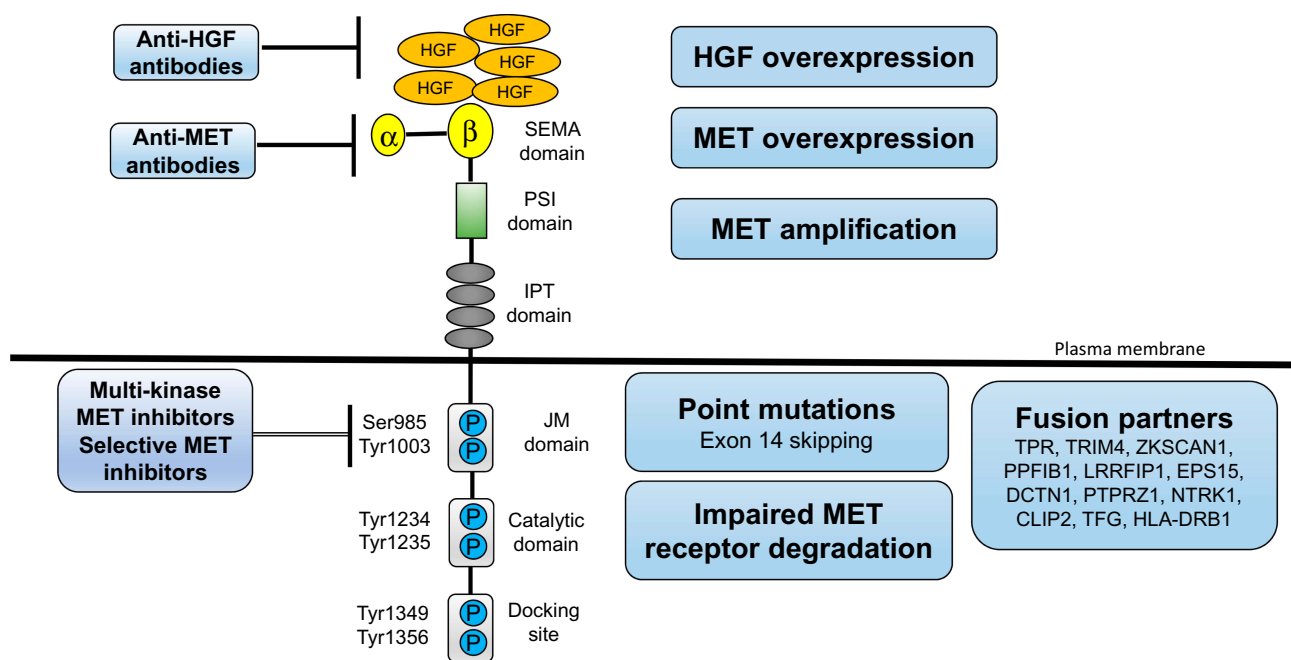 Anti-HGF
antibodies
HGF
HGF
HGF
HGF
HGF
HGF overexpression
Anti-MET
antibodies
α
β
SEMA
domain
MET overexpression
PSI
domain
MET amplification
IPT
domain
Plasma membrane
Multi-kinase
MET inhibitors
Selective MET
inhibitors
Ser985
Tyr1003
P
P
JM
domain
Point mutations
Exon 14 skipping
Fusion partners
TPR, TRIM4, ZKSCAN1,
PPFIB1, LRRFIP1, EPS15,
DCTN1, PTPRZ1, NTRK1,
CLIP2, TFG, HLA-DRB1
Tyr1234
Tyr1235
P
P
Catalytic
domain
Impaired MET
receptor degradation
Tyr1349
Tyr1356
P
P
Docking
site